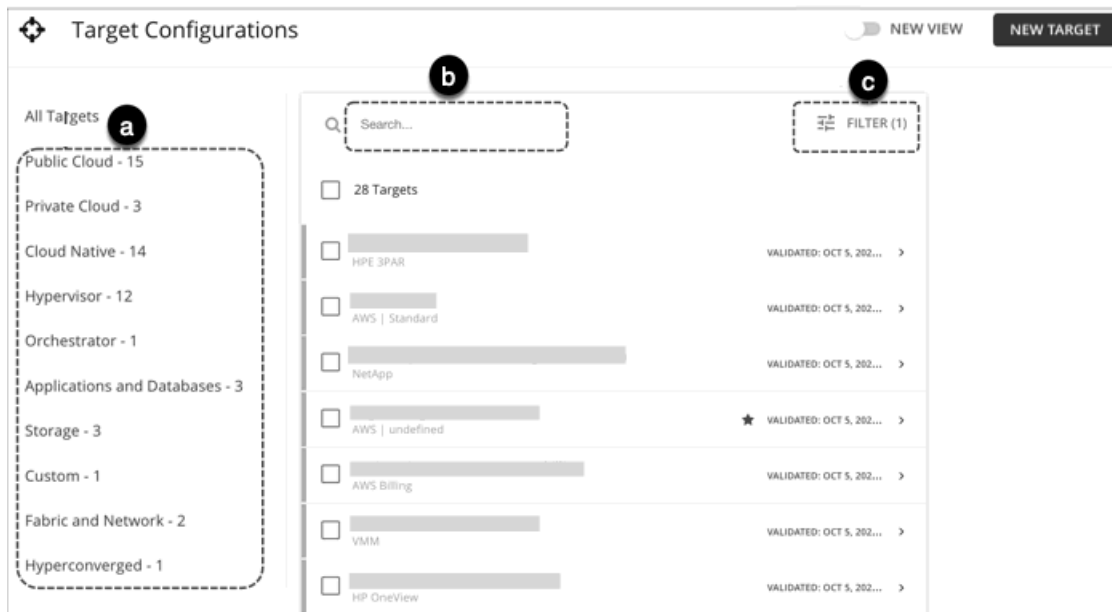 Target Configurations
NEW VIEW
NEW TARGET
b
c
All Targets
a
Search...
FILTER (1)
Public Cloud - 15
Private Cloud - 3
Cloud Native - 14
Hypervisor - 12
Orchestrator - 1
Applications and Databases - 3
Storage - 3
Custom - 1
Fabric and Network - 2
Hyperconverged - 1
28 Targets
HPE 3PAR
VALIDATED: OCT 5, 202...
AWS | Standard
VALIDATED: OCT 5, 202...
NetApp
VALIDATED: OCT 5, 202...
AWS | undefined
VALIDATED: OCT 5, 202...
AWS Billing
VALIDATED: OCT 5, 202...
VMM
VALIDATED: OCT 5, 202...
HP OneView
VALIDATED: OCT 5, 202...